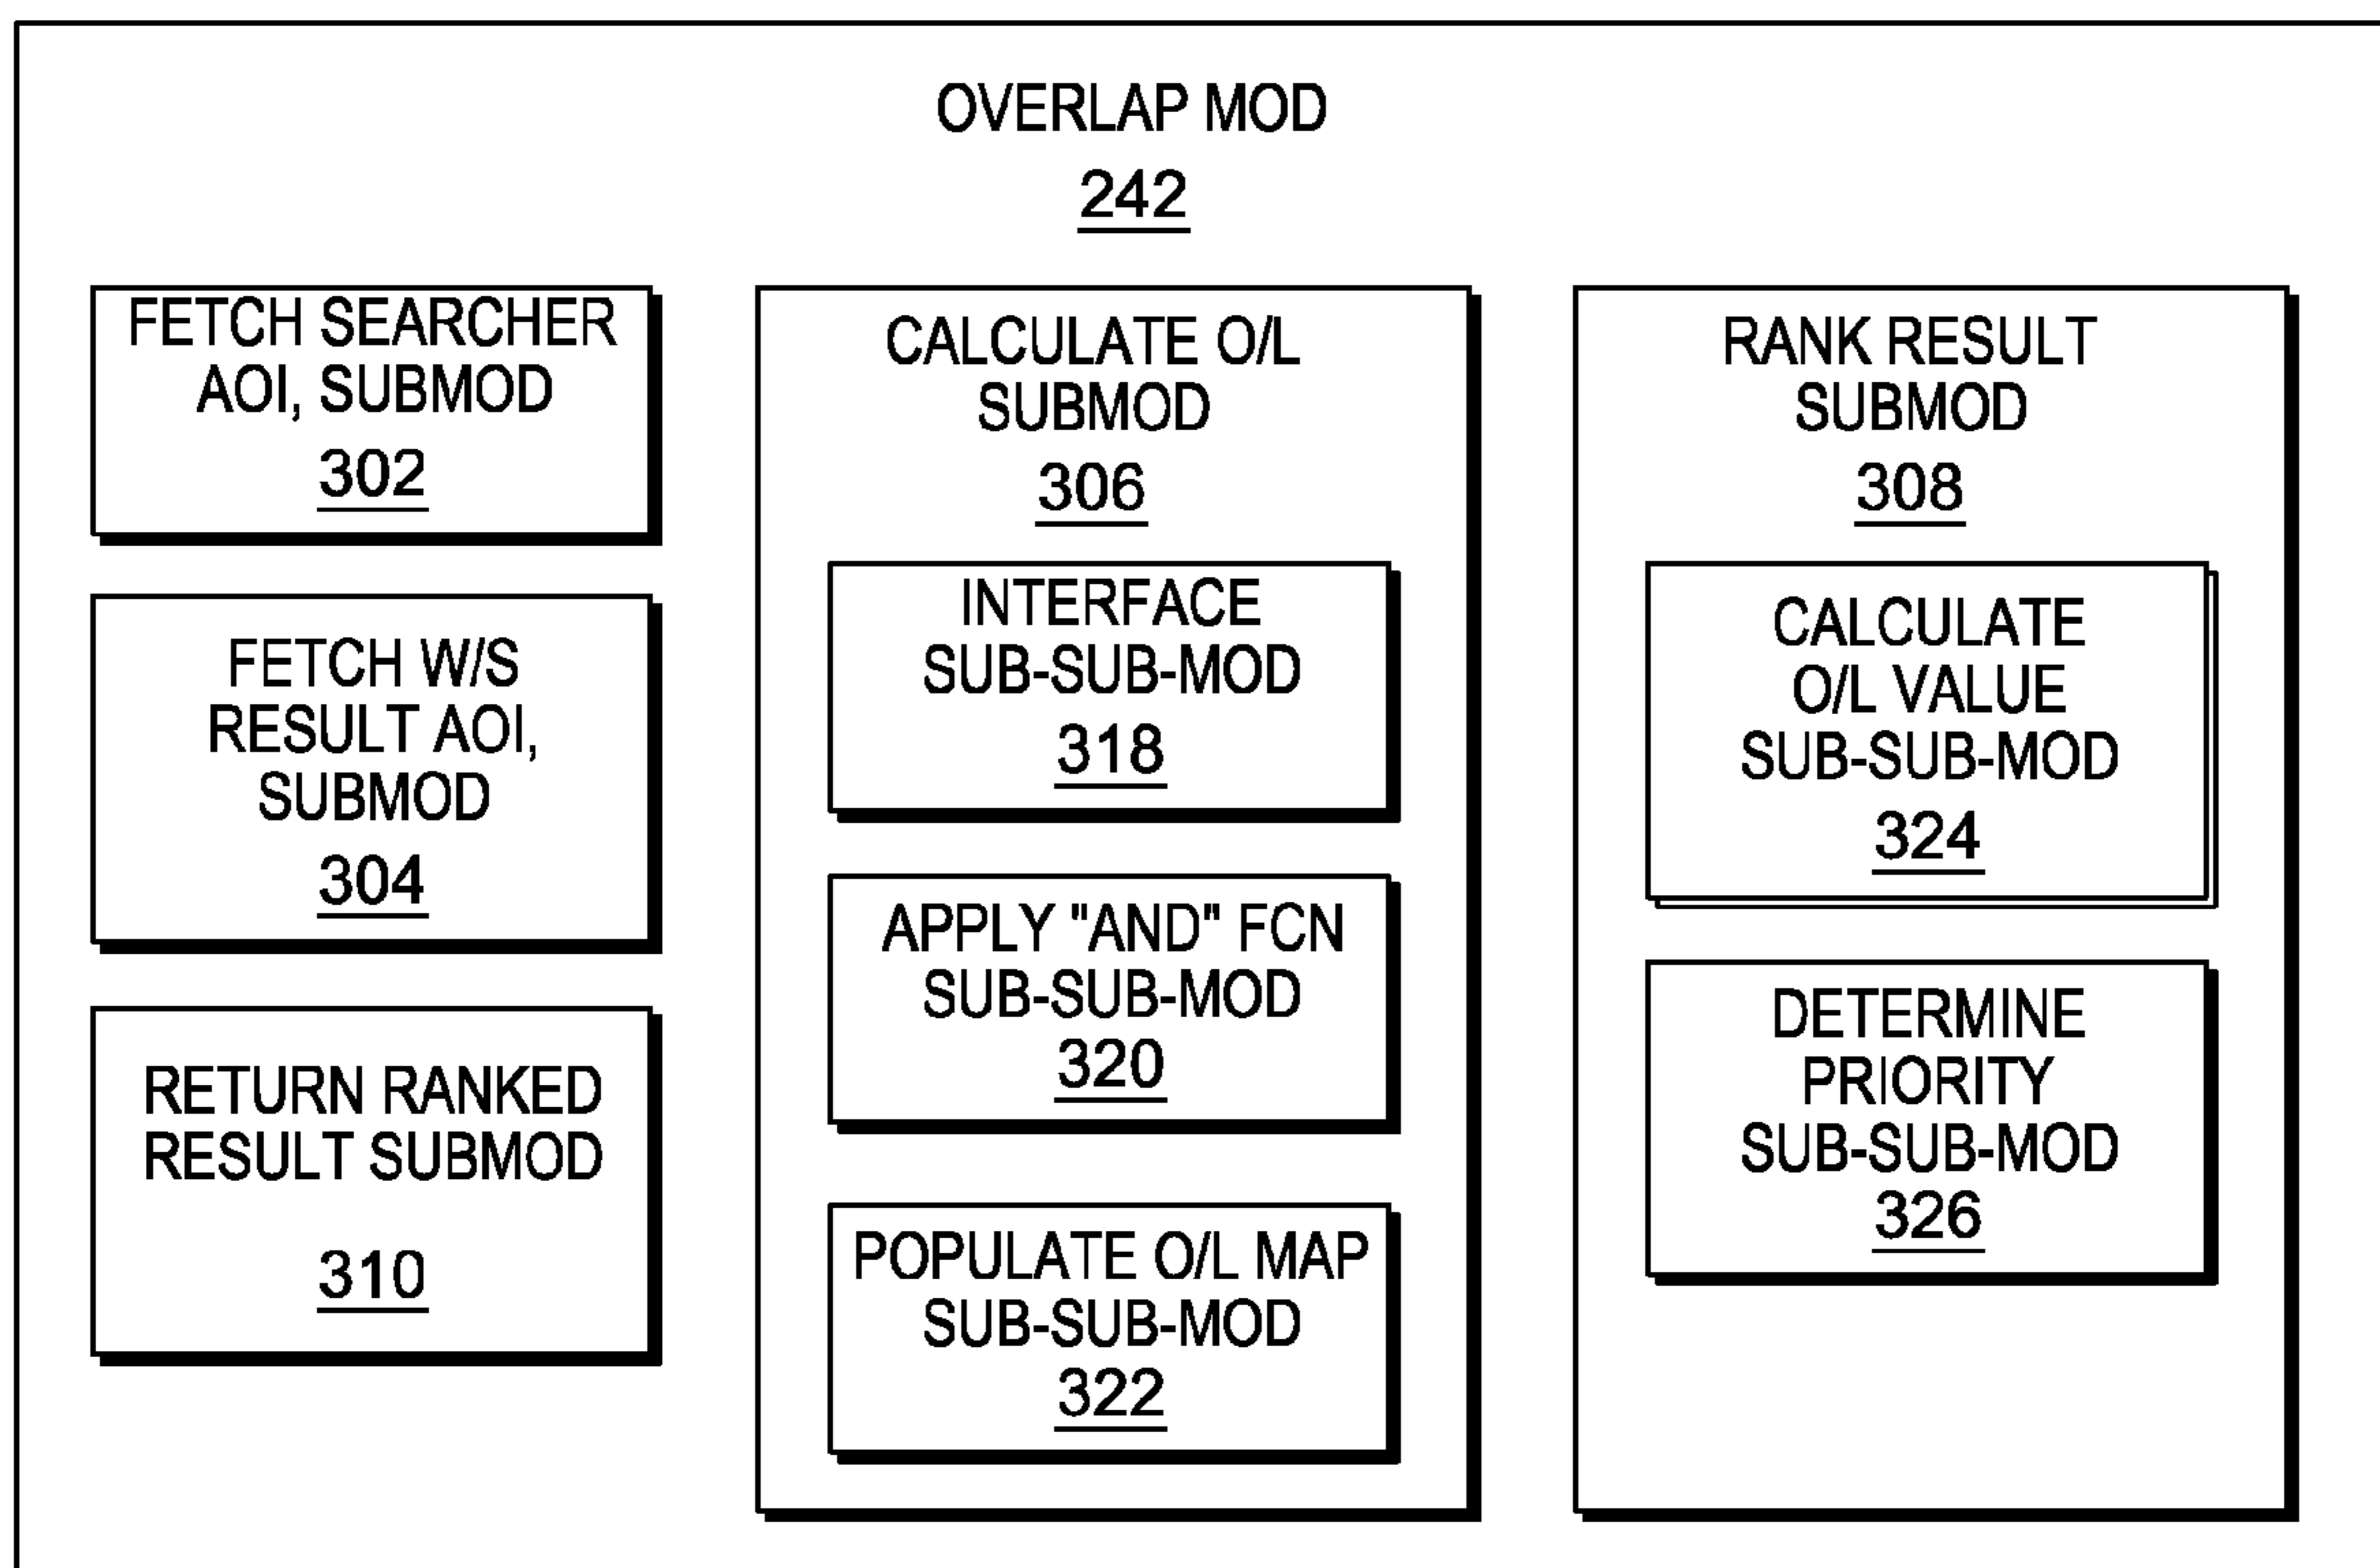 OVERLAP MOD
242
FETCH SEARCHER
AOI, SUBMOD
302
FETCH W/S
RESULT AOI,
SUBMOD
304
RETURN RANKED
RESULT SUBMOD
310
CALCULATE O/L
SUBMOD
306
INTERFACE
SUB-SUB-MOD
318
APPLY "AND" FCN
SUB-SUB-MOD
320
POPULATE O/L MAP
SUB-SUB-MOD
322
RANK RESULT
SUBMOD
308
CALCULATE
O/L VALUE
SUB-SUB-MOD
324
DETERMINE
PRIORITY
SUB-SUB-MOD
326